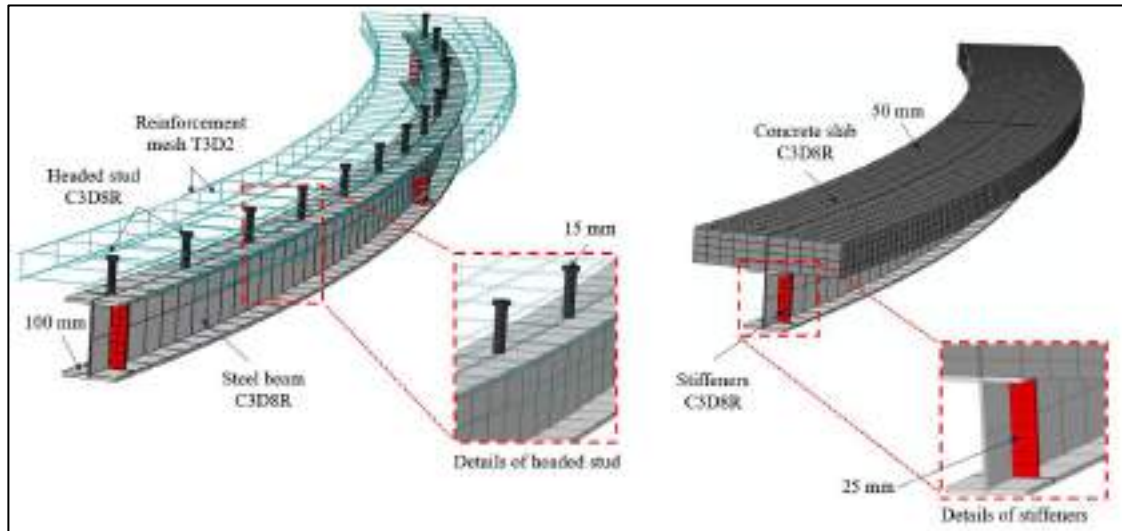 Reinforcement
mesh T3D2
Headed stud
C3D8R
100 mm
Steel beam
C3D8R
15 mm
Details of headed stud
50 mm
Concrete slab
C3D8R
Stiffeners
C3D8R
25 mm
Details of stiffeners